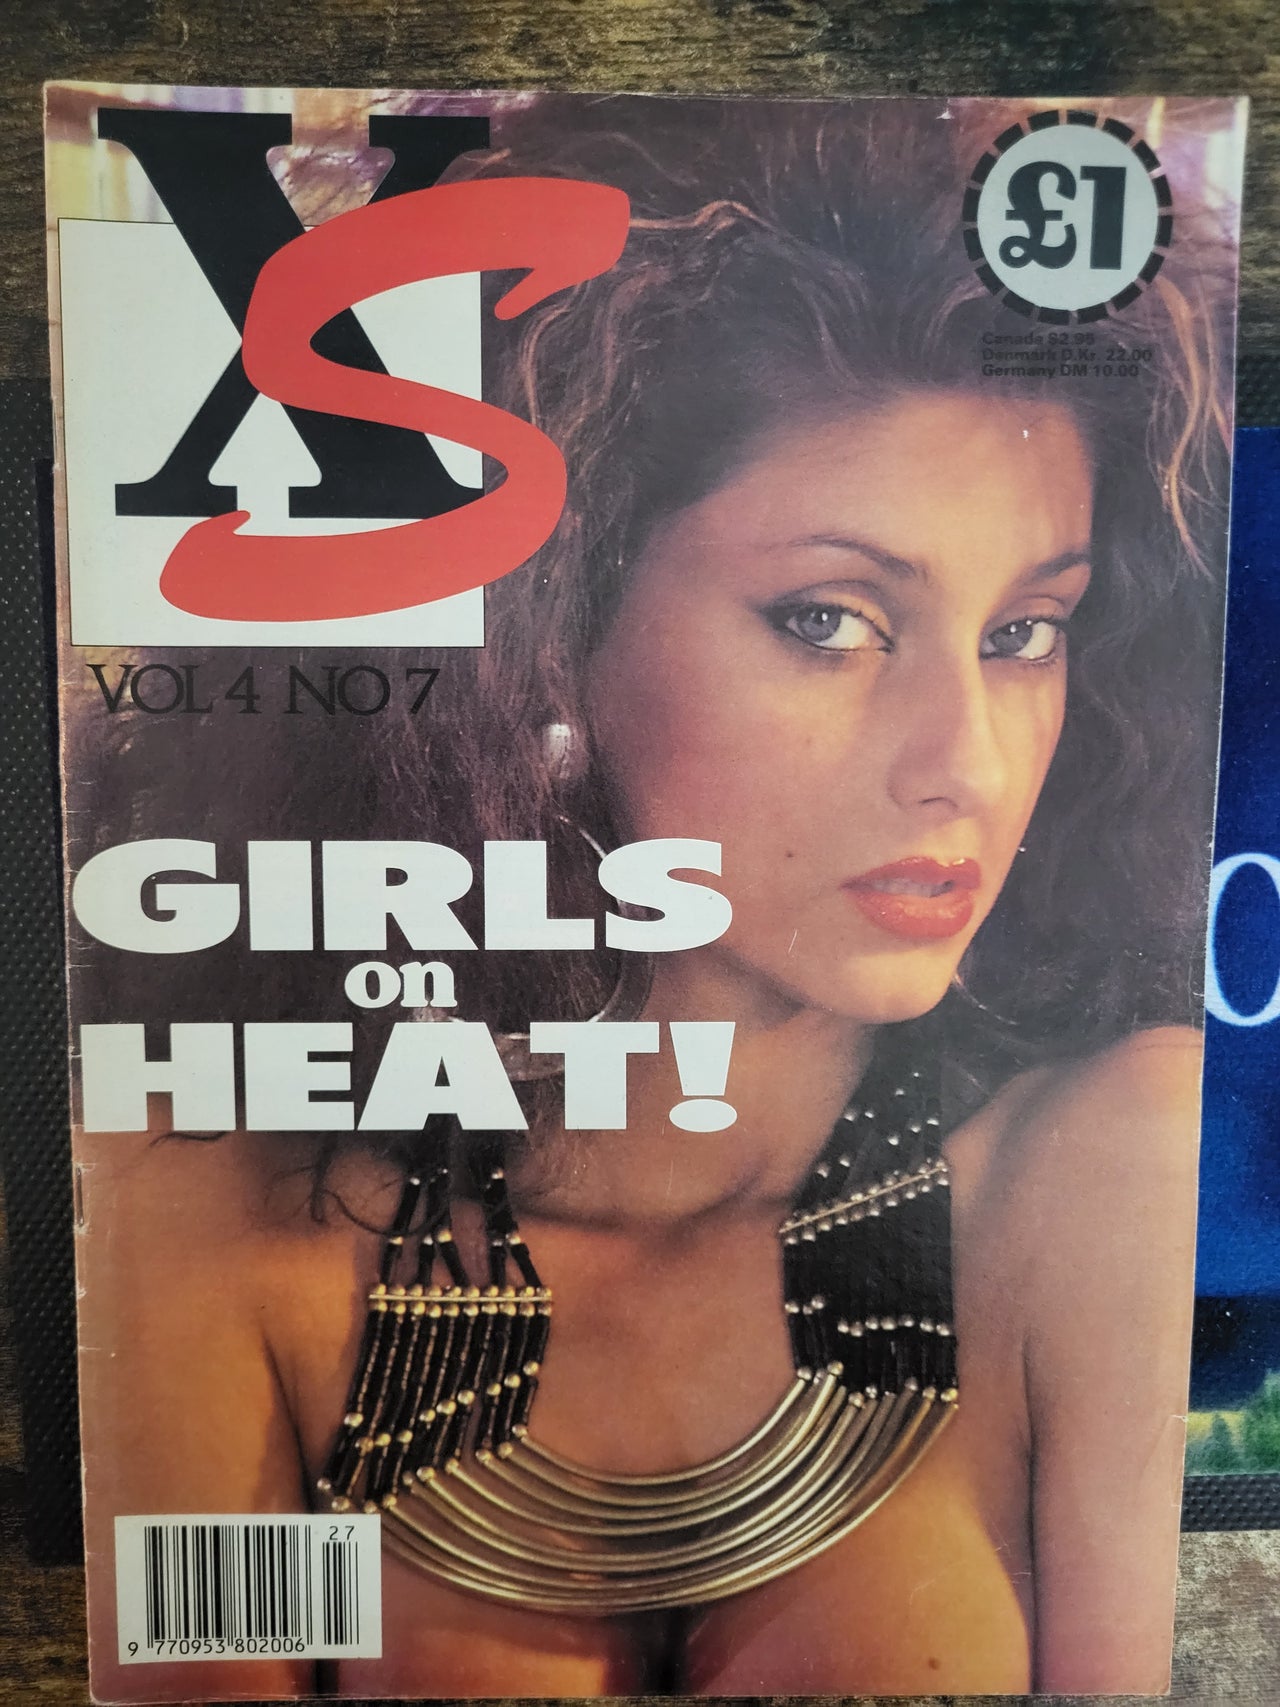 XS
£1
Canada $2.95
Denmark D.Kr. 22.00
Germany DM 10.00
VOL 4 NO 7
GIRLS
on
HEAT!
27
9 770953 802006